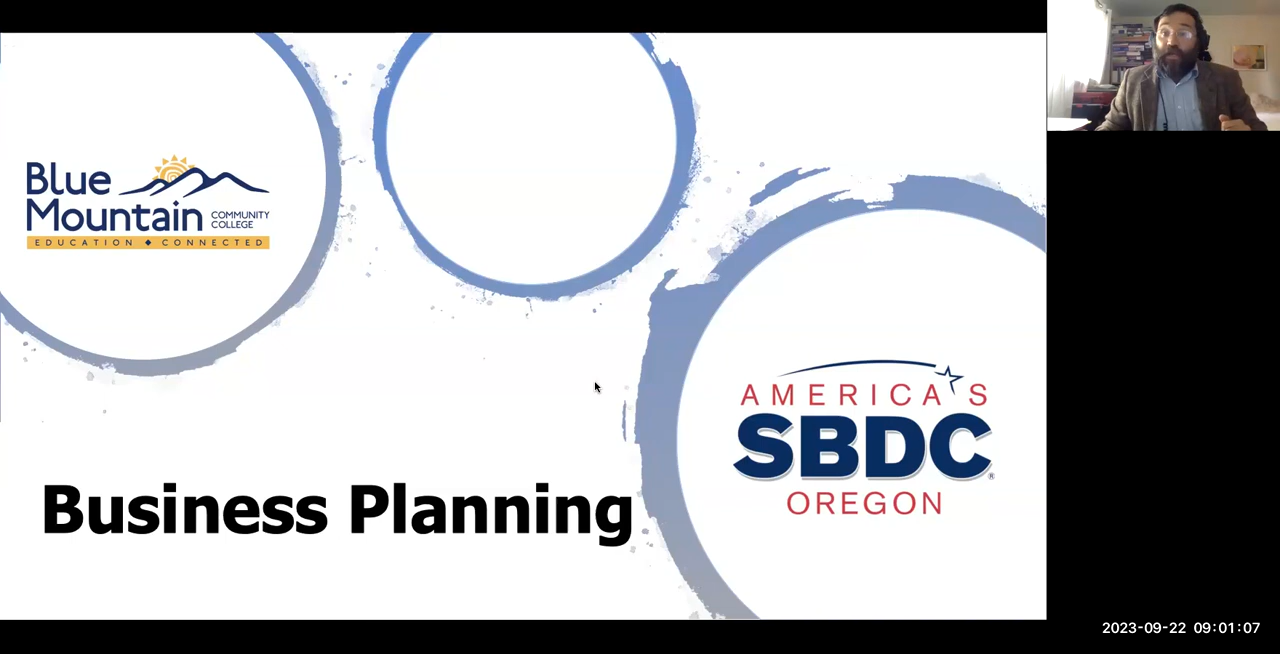 Blue
Mountain COMMUNITY COLLEGE
EDUCATION ◆ CONNECTED
AMERICA'S
SBDC®
OREGON
Business Planning
2023-09-22 09:01:07